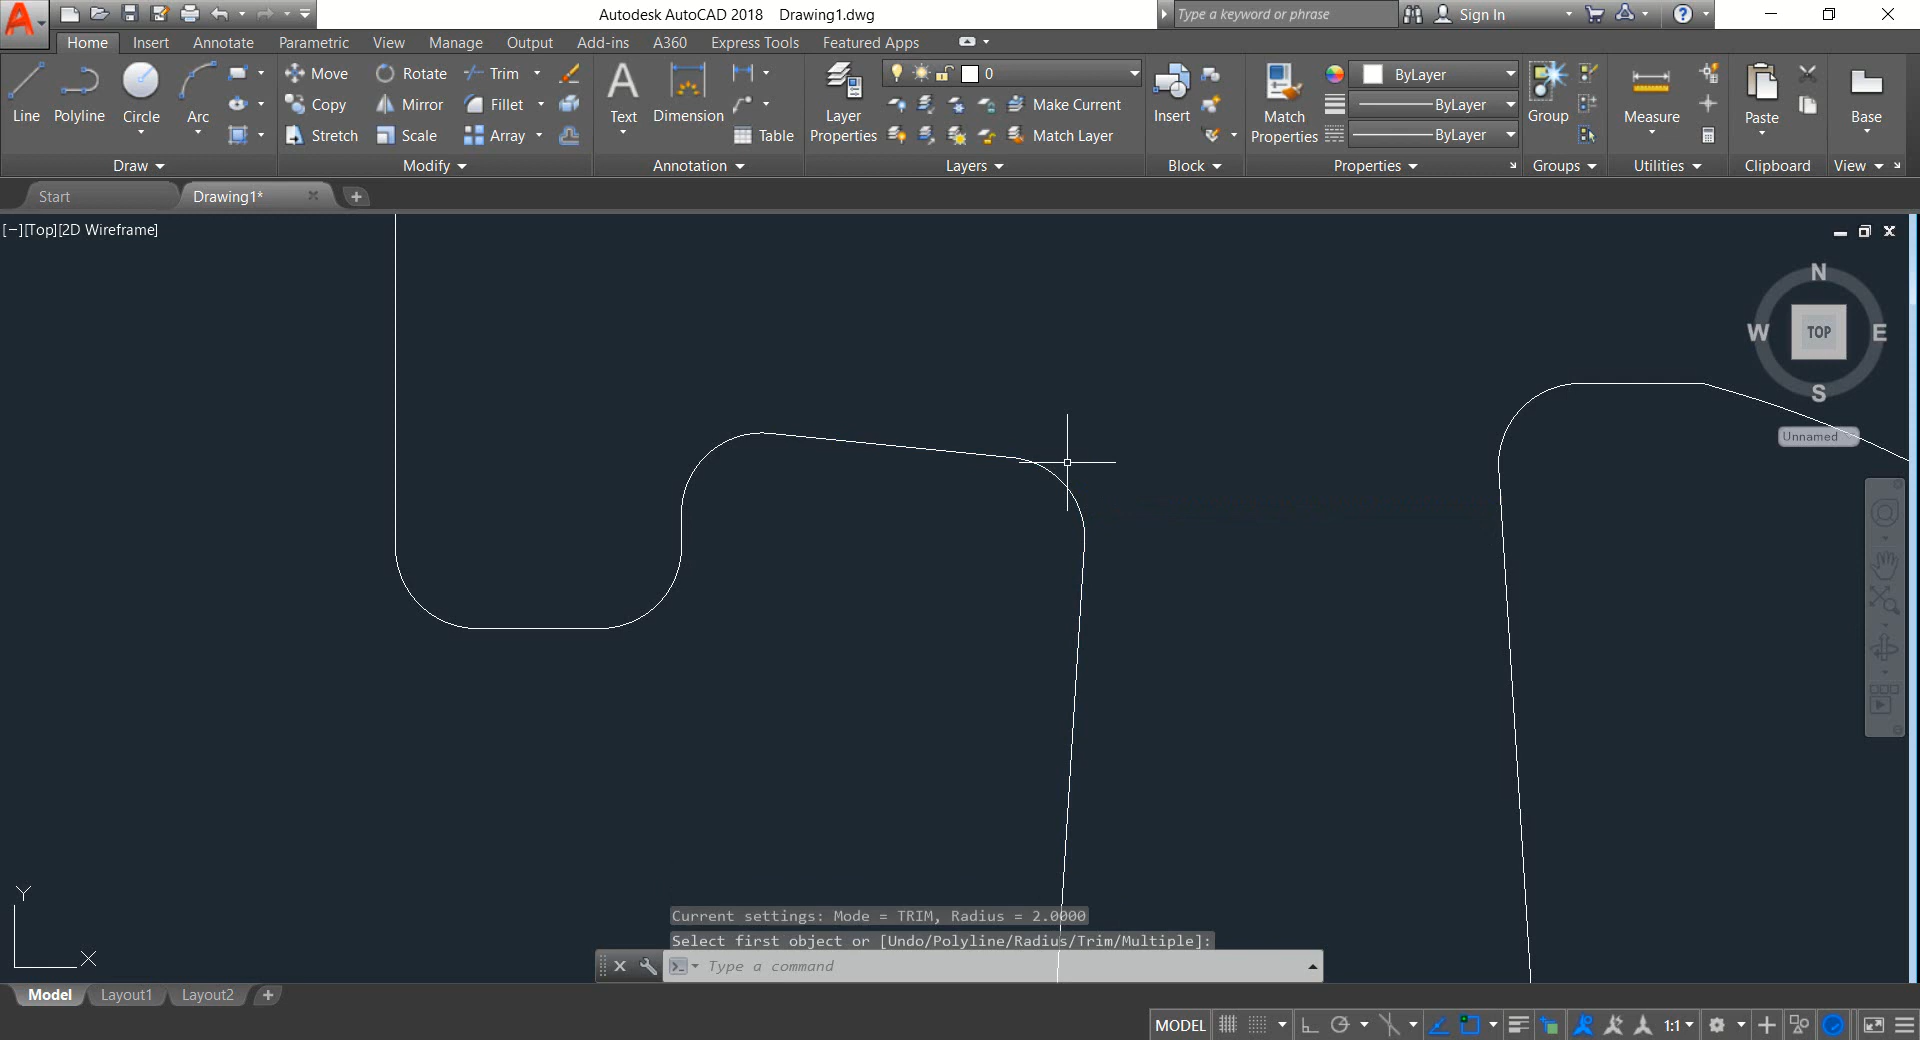 Autodesk AutoCAD 2018 Drawing1.dwg
Type a keyword or phrase
Sign In
Home Insert Annotate Parametric View Manage Output Add-ins A360 Express Tools Featured Apps
Line Polyline Circle Arc
Move Rotate Trim
Copy Mirror Fillet
Stretch Scale Array
Text Dimension Table
Layer Properties
0
Make Current
Match Layer
Insert
Match Properties
ByLayer
ByLayer
ByLayer
Group Measure Paste Base
Draw Modify Annotation Layers Block Properties Groups Utilities Clipboard View
Start Drawing1*
[−][Top][2D Wireframe]
N
W TOP E
S
Unnamed
Y
X
Current settings: Mode = TRIM, Radius = 2.0000
Select first object or [Undo/Polyline/Radius/Trim/Multiple]:
Type a command
Model Layout1 Layout2
MODEL 1:1